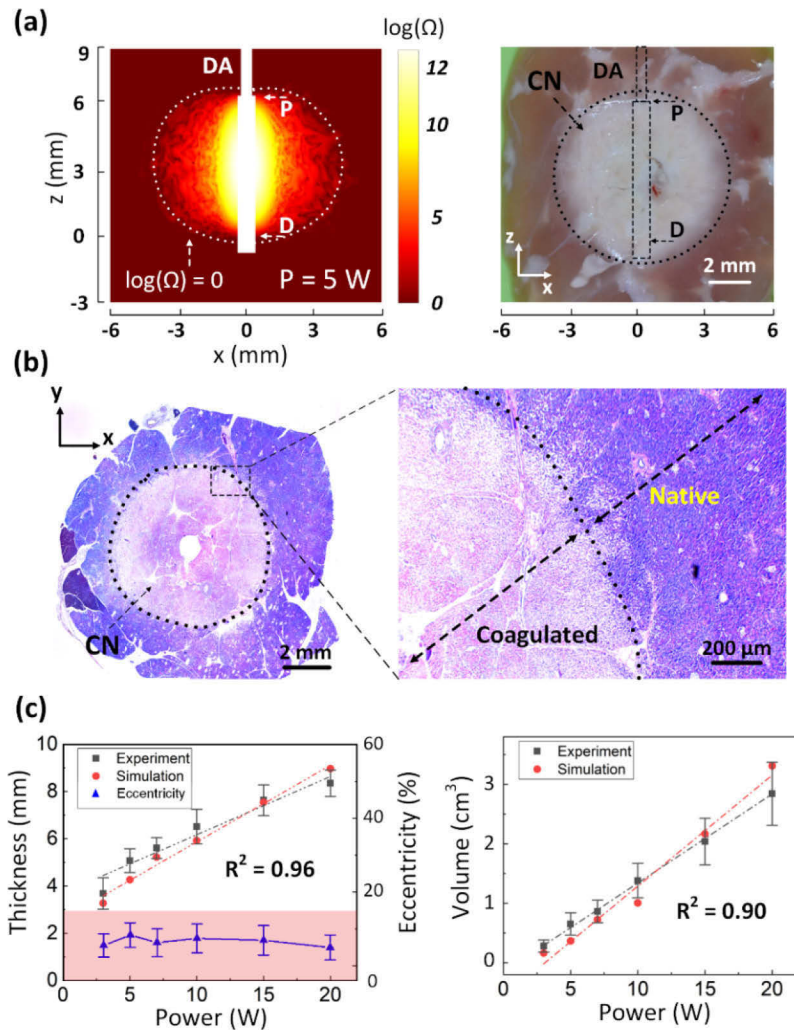 (a)
log(Ω)
9
6
3
0
-3
z (mm)
DA
P
D
log(Ω) = 0
P = 5 W
12
10
5
0
-6 -3 0 3 6
x (mm)
DA
CN
P
D
z
x
2 mm
-6 -3 0 3 6
(b)
y
x
CN
2 mm
Native
Coagulated
200 µm
(c)
10
8
6
4
2
0
Thickness (mm)
Experiment
Simulation
Eccentricity
R² = 0.96
60
40
20
0
Eccentricity (%)
0 5 10 15 20
Power (W)
3
2
1
0
Volume (cm³)
Experiment
Simulation
R² = 0.90
0 5 10 15 20
Power (W)